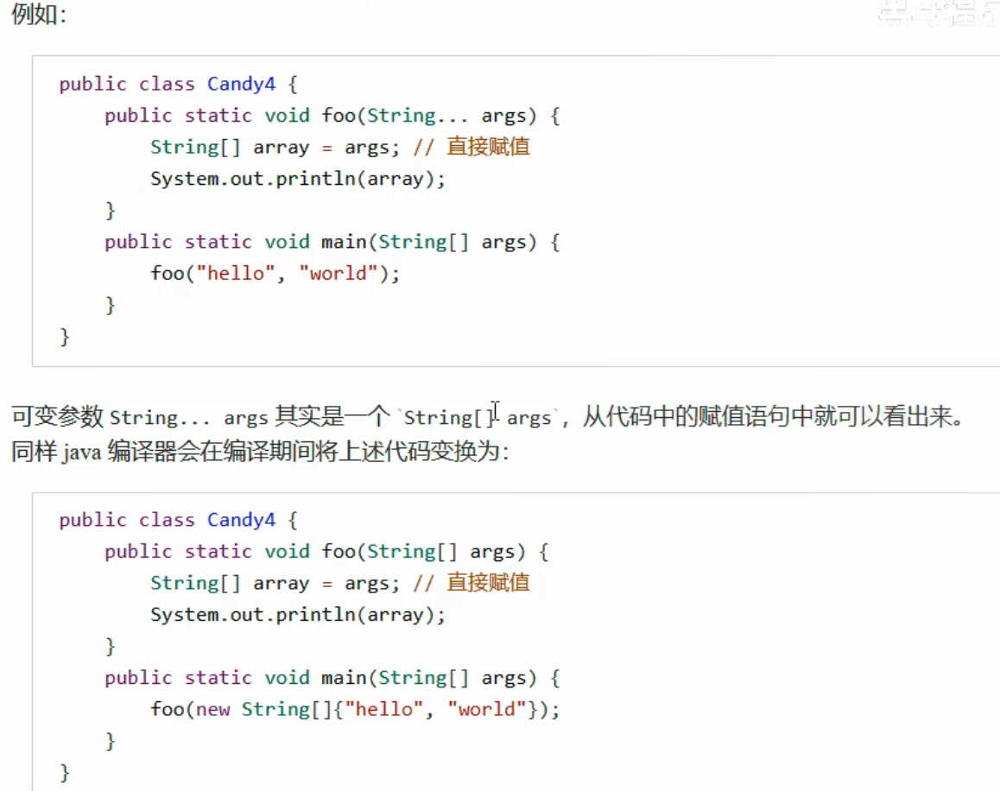 例如：
public class Candy4 {
    public static void foo(String... args) {
        String[] array = args; // 直接赋值
        System.out.println(array);
    }
    public static void main(String[] args) {
        foo("hello", "world");
    }
}
可变参数 String... args 其实是一个 `String[] args`，从代码中的赋值语句中就可以看出来。
同样 java 编译器会在编译期间将上述代码变换为：
public class Candy4 {
    public static void foo(String[] args) {
        String[] array = args; // 直接赋值
        System.out.println(array);
    }
    public static void main(String[] args) {
        foo(new String[]{"hello", "world"});
    }
}